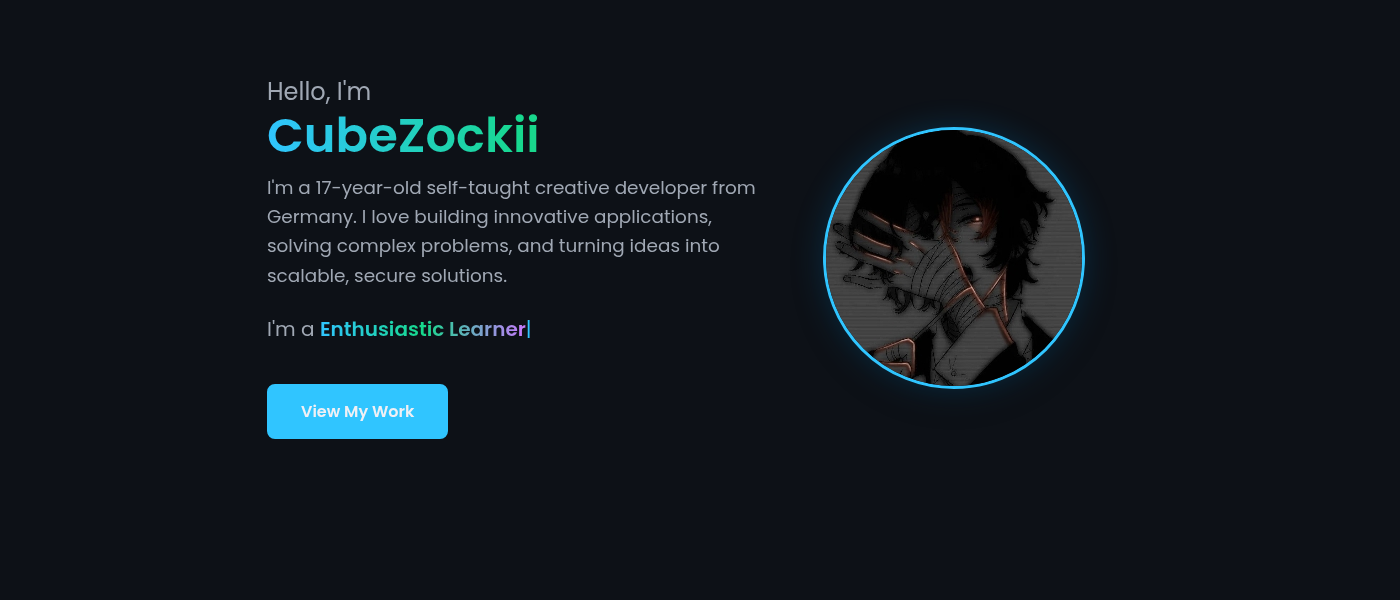 Hello, I'm
CubeZockii
I'm a 17-year-old self-taught creative developer from
Germany. I love building innovative applications,
solving complex problems, and turning ideas into
scalable, secure solutions.
I'm a Enthusiastic Learner
View My Work